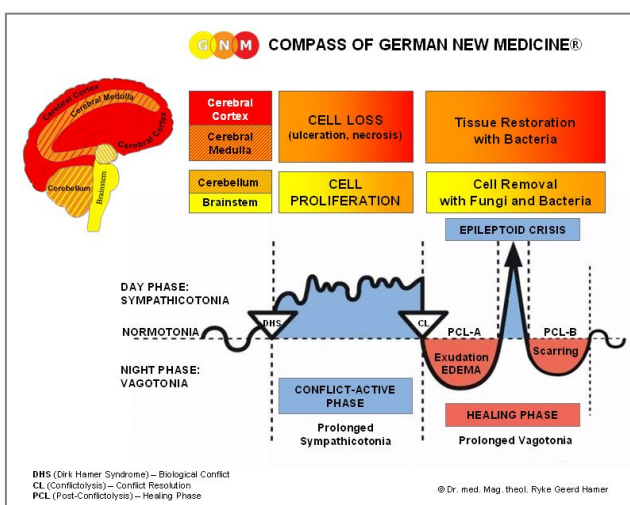 GNM COMPASS OF GERMAN NEW MEDICINE®
Cerebral Cortex
Cerebral Medulla
Cerebral Cortex
Cerebellum
Brainstem
Cerebral
Cortex
Cerebral
Medulla
CELL LOSS
(ulceration, necrosis)
Tissue Restoration
with Bacteria
Cerebellum
Brainstem
CELL
PROLIFERATION
Cell Removal
with Fungi and Bacteria
EPILEPTOID CRISIS
DAY PHASE:
SYMPATHICOTONIA
NORMOTONIA
DHS
CL
PCL-A
PCL-B
Exudation
EDEMA
Scarring
NIGHT PHASE:
VAGOTONIA
CONFLICT-ACTIVE
PHASE
HEALING PHASE
Prolonged
Sympathicotonia
Prolonged Vagotonia
DHS (Dirk Hamer Syndrome) – Biological Conflict
CL (Conflictolysis) – Conflict Resolution
PCL (Post-Conflictolysis) – Healing Phase
© Dr. med. Mag. theol. Ryke Geerd Hamer